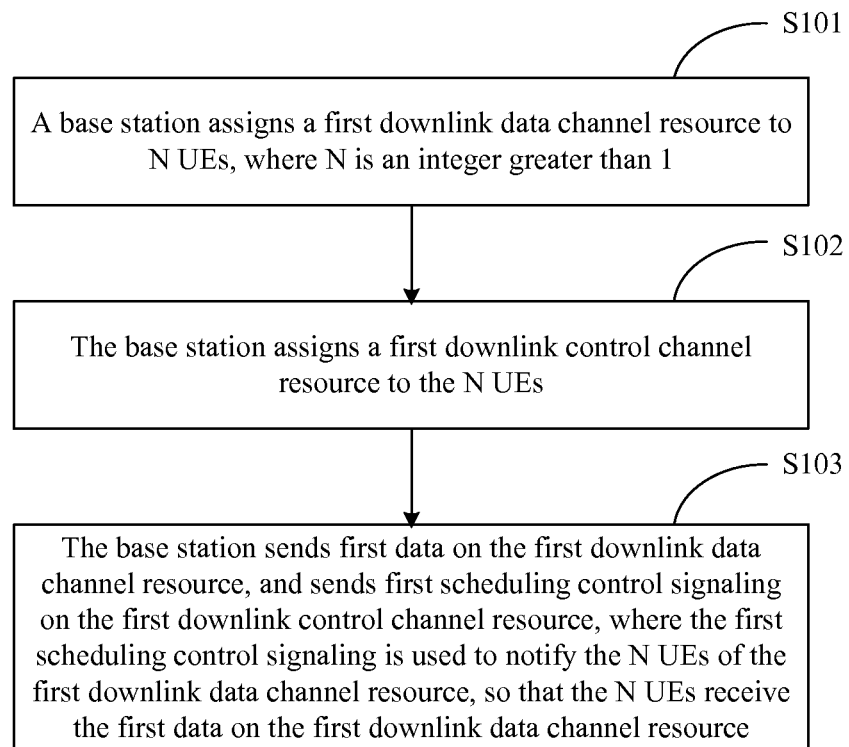 S101
A base station assigns a first downlink data channel resource to
N UEs, where N is an integer greater than 1
S102
The base station assigns a first downlink control channel
resource to the N UEs
S103
The base station sends first data on the first downlink data
channel resource, and sends first scheduling control signaling
on the first downlink control channel resource, where the first
scheduling control signaling is used to notify the N UEs of the
first downlink data channel resource, so that the N UEs receive
the first data on the first downlink data channel resource